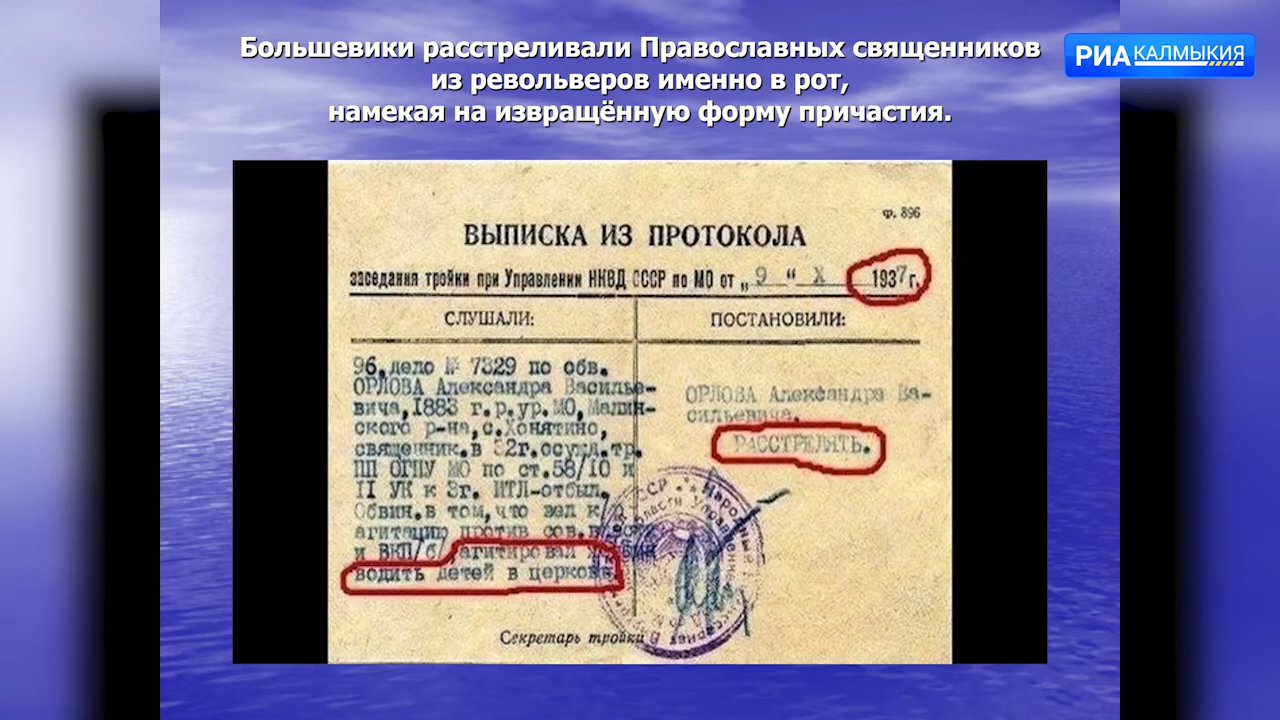 Большевики расстреливали Православных священников
из револьверов именно в рот,
намекая на извращённую форму причастия.
РИА КАЛМЫКИЯ
Ф. 896
ВЫПИСКА ИЗ ПРОТОКОЛА
заседания тройки при Управлении НКВД СССР по МО от „ 9 “ X 1937 г.
СЛУШАЛИ:
96.дело № 7329 по обв.
ОРЛОВА Александра Василье-
вича,1883 г.р.ур.МО,Малин-
ского р-на,с.Хонятино,
священник.в 32г.осужд.тр.
ПП ОГПУ МО по ст.58/10 и
II УК к 3г. ИТЛ-отбыл.
Обвин.в том,что вел к/р
агитацию против сов.
и ВКП/б/,агитировал
водить детей в церковь.
ПОСТАНОВИЛИ:
ОРЛОВА Александра Ва-
сильевича.
РАССТРЕЛЯТЬ.
Секретарь тройки